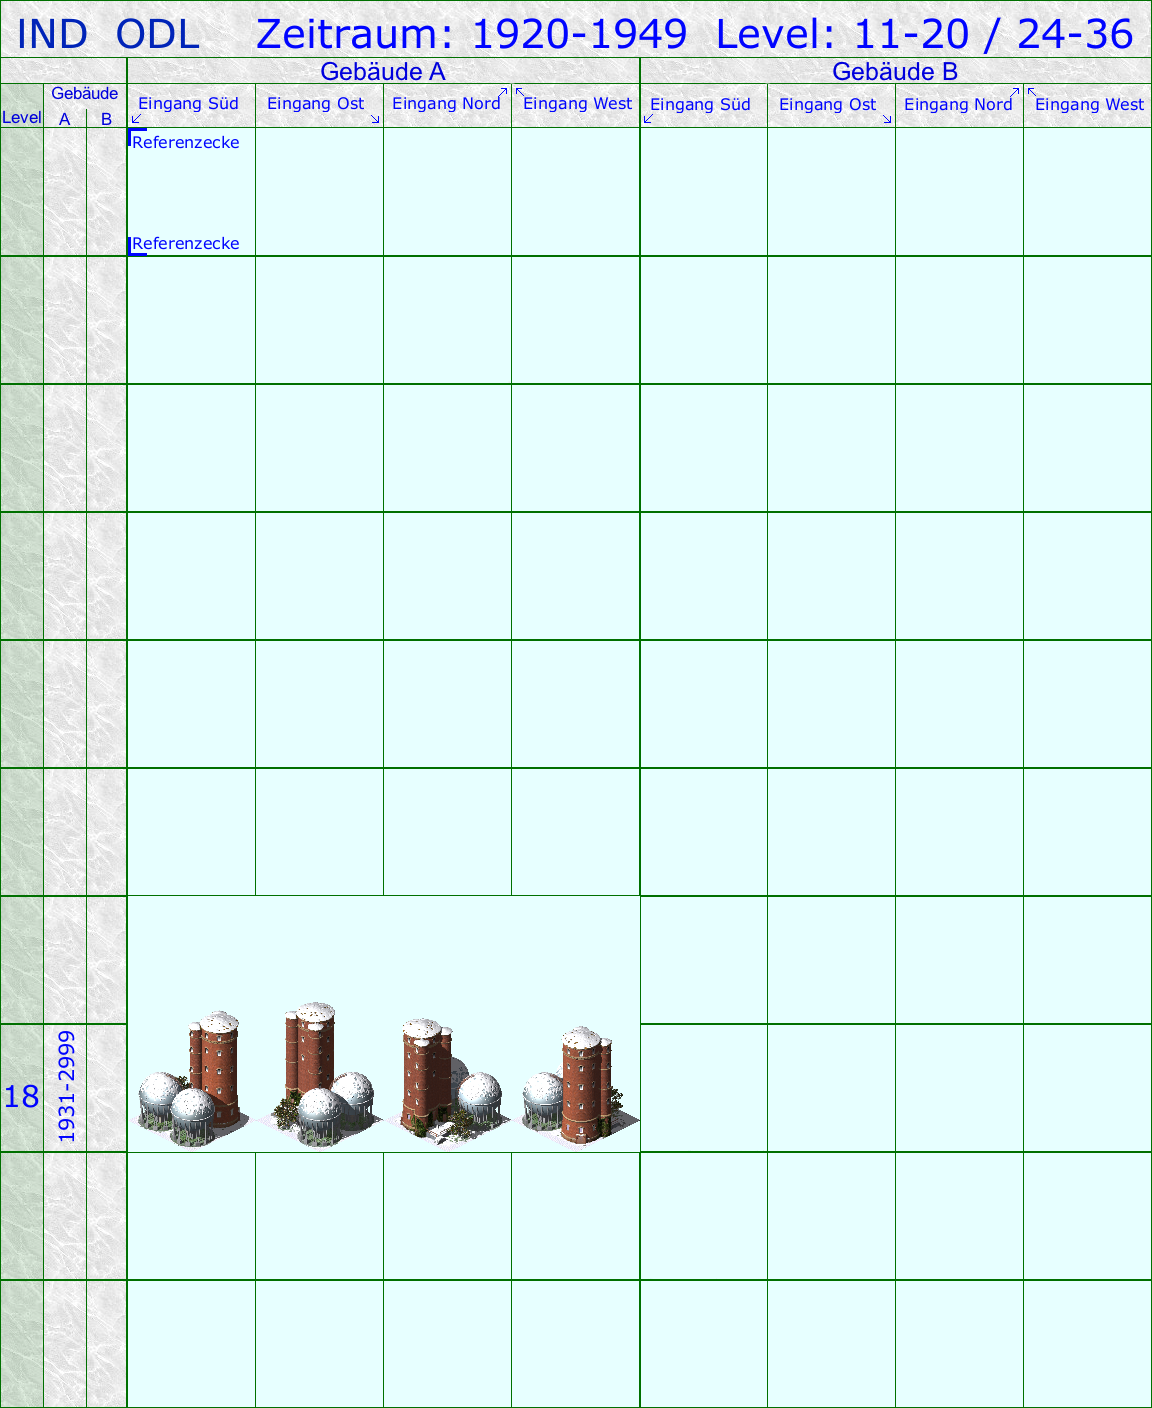 IND ODL Zeitraum: 1920-1949 Level: 11-20 / 24-36
Gebäude A Gebäude B
Level Gebäude A B Eingang Süd Eingang Ost Eingang Nord Eingang West Eingang Süd Eingang Ost Eingang Nord Eingang West
Referenzecke
Referenzecke
18 1931-2999